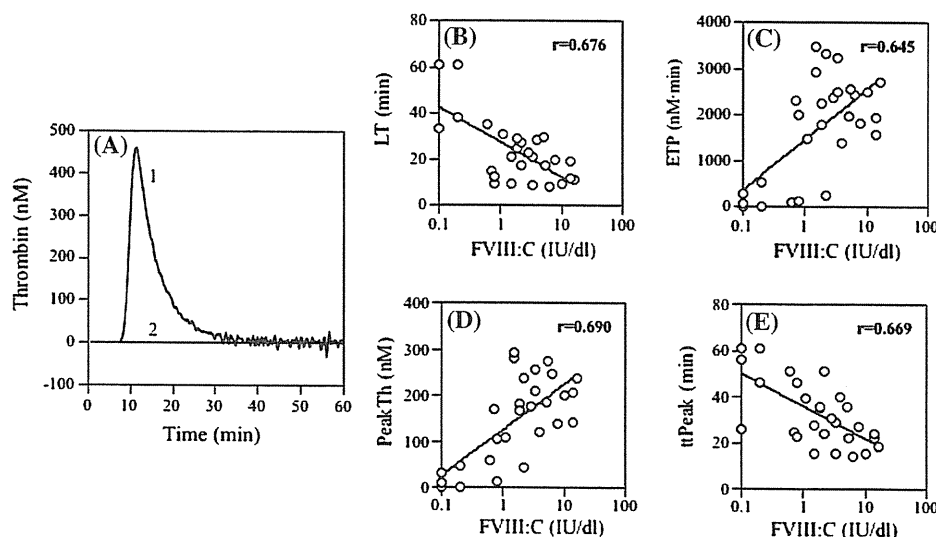 (A)
Thrombin (nM)
500
400
300
200
100
0
-100
1
2
0 10 20 30 40 50 60
Time (min)
(B)
r=0.676
LT (min)
80
60
40
20
0
0.1 1 10 100
FVIII:C (IU/dl)
(C)
r=0.645
ETP (nM·min)
4000
3000
2000
1000
0
0.1 1 10 100
FVIII:C (IU/dl)
(D)
r=0.690
PeakTh (nM)
400
300
200
100
0
0.1 1 10 100
FVIII:C (IU/dl)
(E)
r=0.669
ttPeak (min)
80
60
40
20
0
0.1 1 10 100
FVIII:C (IU/dl)